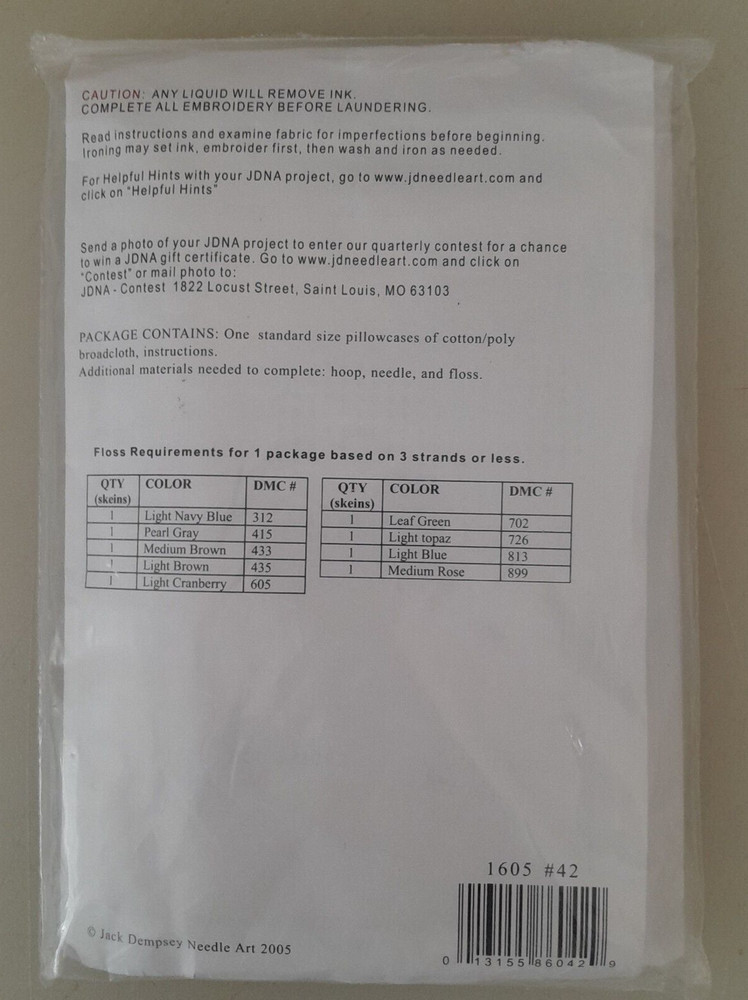 CAUTION: ANY LIQUID WILL REMOVE INK.
COMPLETE ALL EMBROIDERY BEFORE LAUNDERING.
Read instructions and examine fabric for imperfections before beginning.
Ironing may set ink, embroider first, then wash and iron as needed.
For Helpful Hints with your JDNA project, go to www.jdneedleart.com and
click on "Helpful Hints"
Send a photo of your JDNA project to enter our quarterly contest for a chance
to win a JDNA gift certificate. Go to www.jdneedleart.com and click on
"Contest" or mail photo to:
JDNA - Contest 1822 Locust Street, Saint Louis, MO 63103
PACKAGE CONTAINS: One standard size pillowcases of cotton/poly
broadcloth, instructions.
Additional materials needed to complete: hoop, needle, and floss.
Floss Requirements for 1 package based on 3 strands or less.
QTY (skeins) COLOR DMC #
1 Light Navy Blue 312
1 Pearl Gray 415
1 Medium Brown 433
1 Light Brown 435
1 Light Cranberry 605
QTY (skeins) COLOR DMC #
1 Leaf Green 702
1 Light topaz 726
1 Light Blue 813
1 Medium Rose 899
1605 #42
0 13155 86042 9
© Jack Dempsey Needle Art 2005